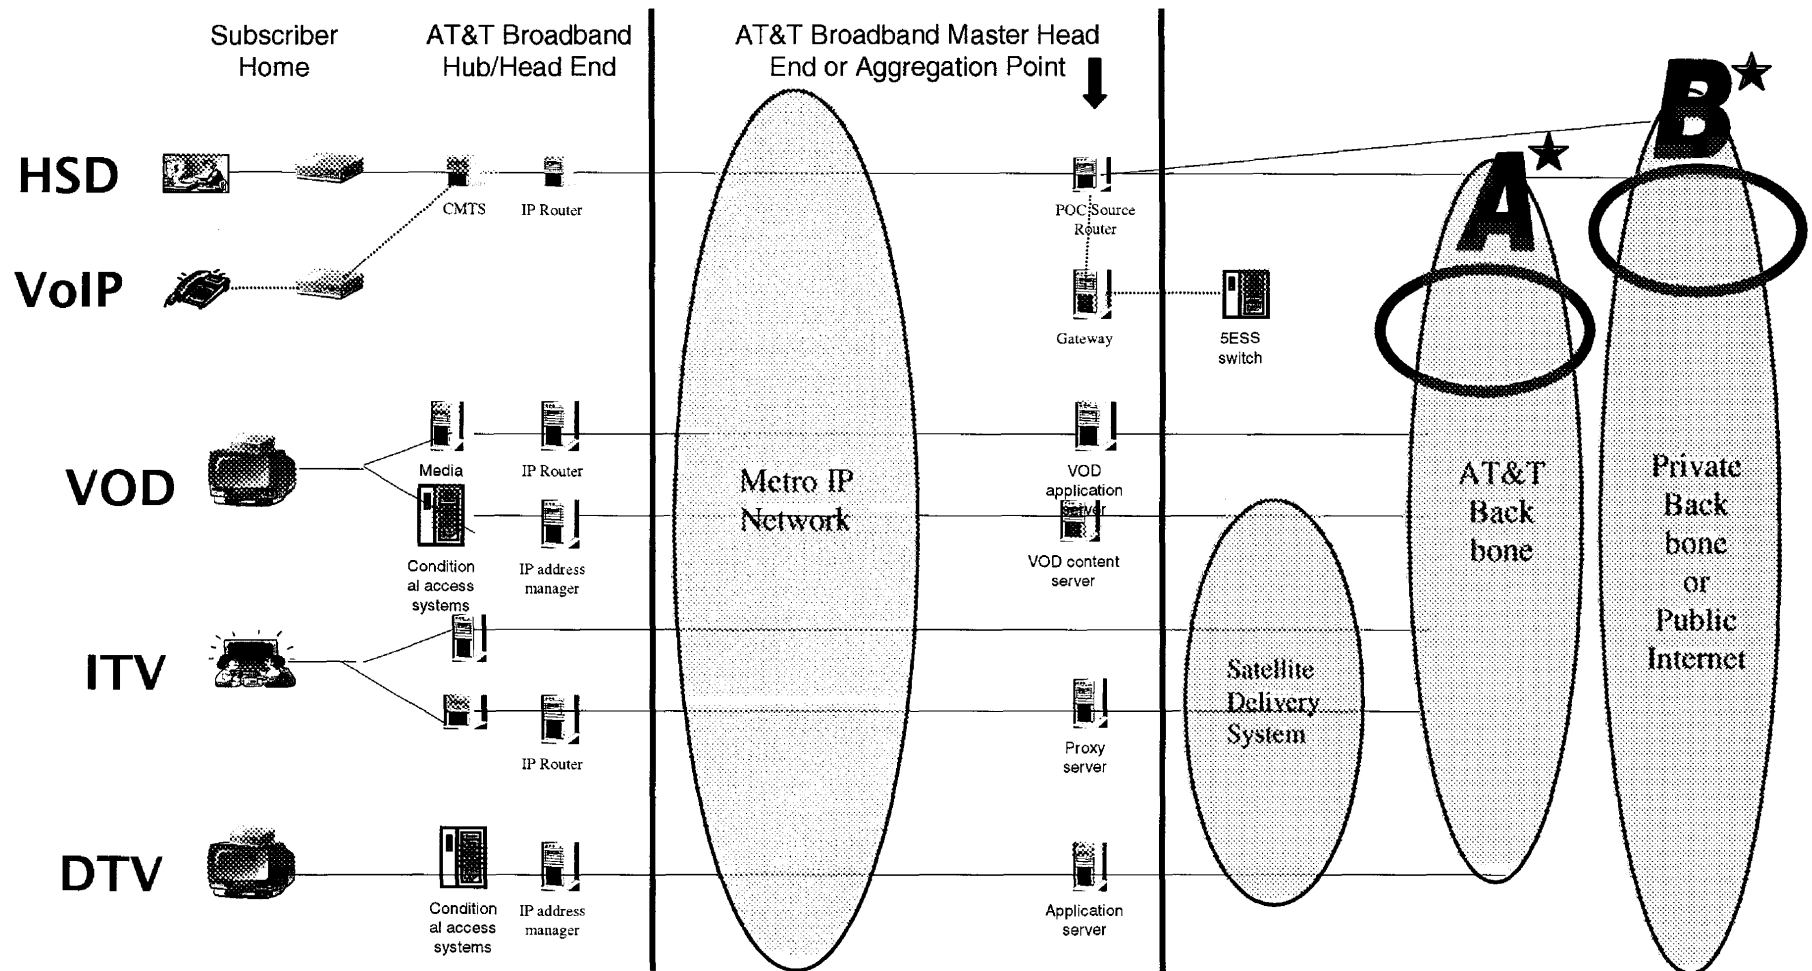 Subscriber
Home
AT&T Broadband
Hub/Head End
AT&T Broadband Master Head
End or Aggregation Point
B
A
HSD
CMTS
IP Router
POC Source
Router
VoIP
Gateway
5ESS
switch
VOD
Media
IP Router
VOD
application
server
Condition
al access
systems
IP address
manager
VOD content
server
Metro IP
Network
AT&T
Back
bone
Private
Back
bone
or
Public
Internet
ITV
IP Router
Proxy
server
Satellite
Delivery
System
DTV
Condition
al access
systems
IP address
manager
Application
server